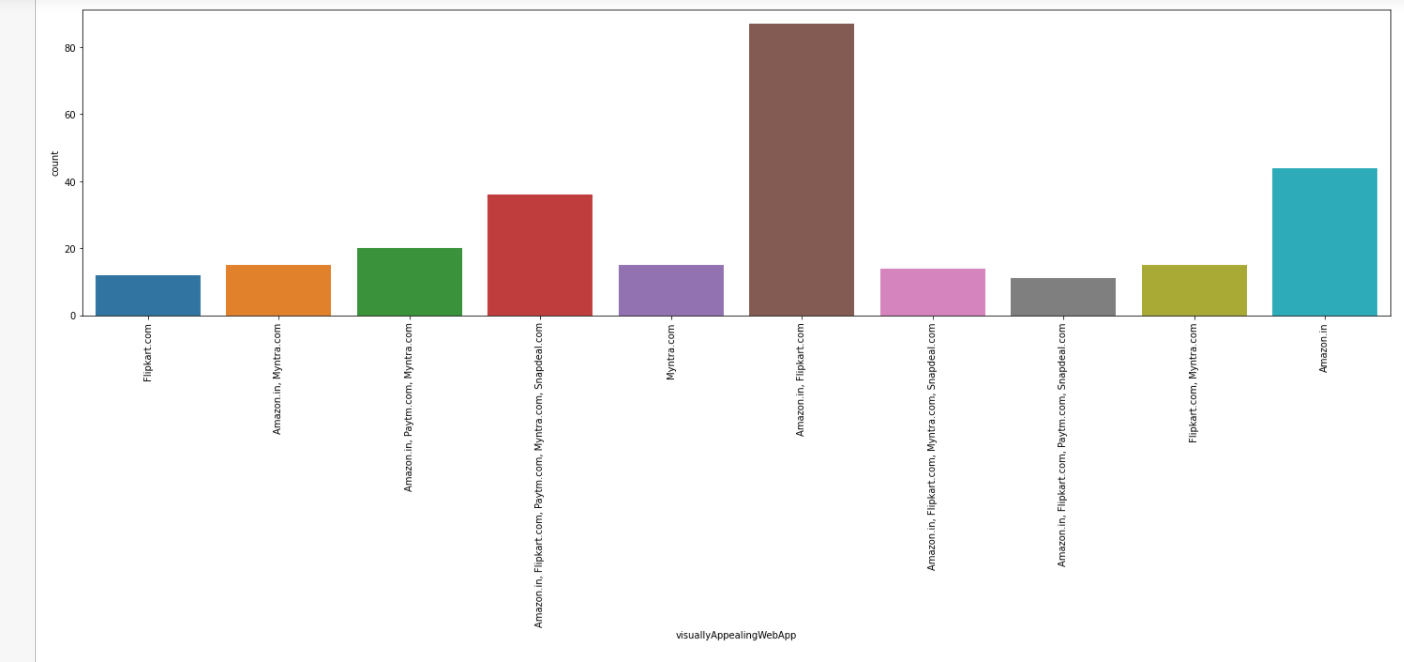 80
60
40
20
0
count
Flipkart.com
Amazon.in, Myntra.com
Amazon.in, Paytm.com, Myntra.com
Amazon.in, Flipkart.com, Paytm.com, Myntra.com, Snapdeal.com
Myntra.com
Amazon.in, Flipkart.com
Amazon.in, Flipkart.com, Myntra.com, Snapdeal.com
Amazon.in, Flipkart.com, Paytm.com, Snapdeal.com
Flipkart.com, Myntra.com
Amazon.in
visuallyAppealingWebApp